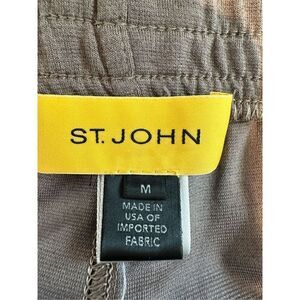 ST. JOHN
M
MADE IN
USA OF
IMPORTED
FABRIC